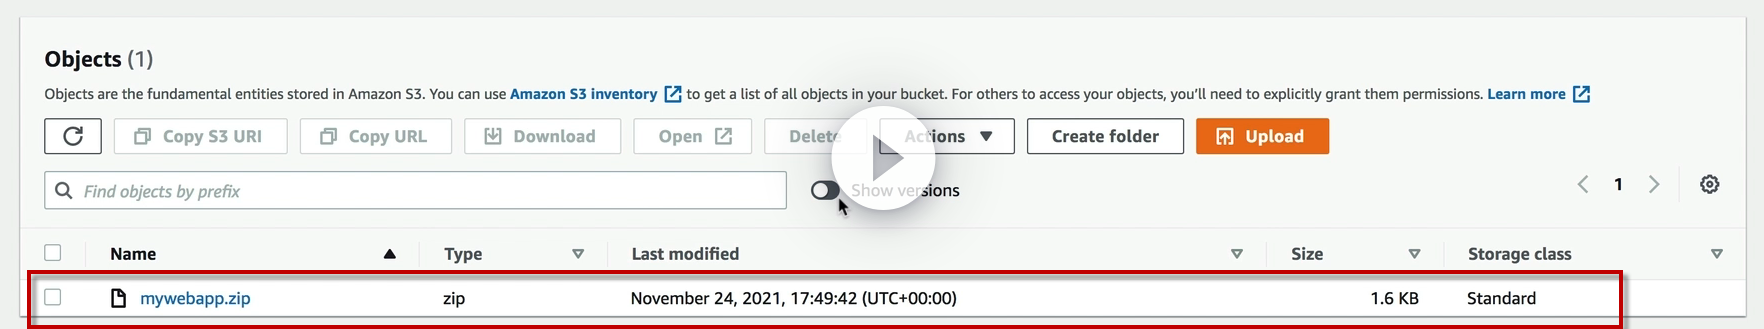 Objects (1)
Objects are the fundamental entities stored in Amazon S3. You can use Amazon S3 inventory to get a list of all objects in your bucket. For others to access your objects, you'll need to explicitly grant them permissions. Learn more
Copy S3 URI Copy URL Download Open Delete Actions Create folder Upload
Find objects by prefix Show versions 1
Name Type Last modified Size Storage class
mywebapp.zip zip November 24, 2021, 17:49:42 (UTC+00:00) 1.6 KB Standard